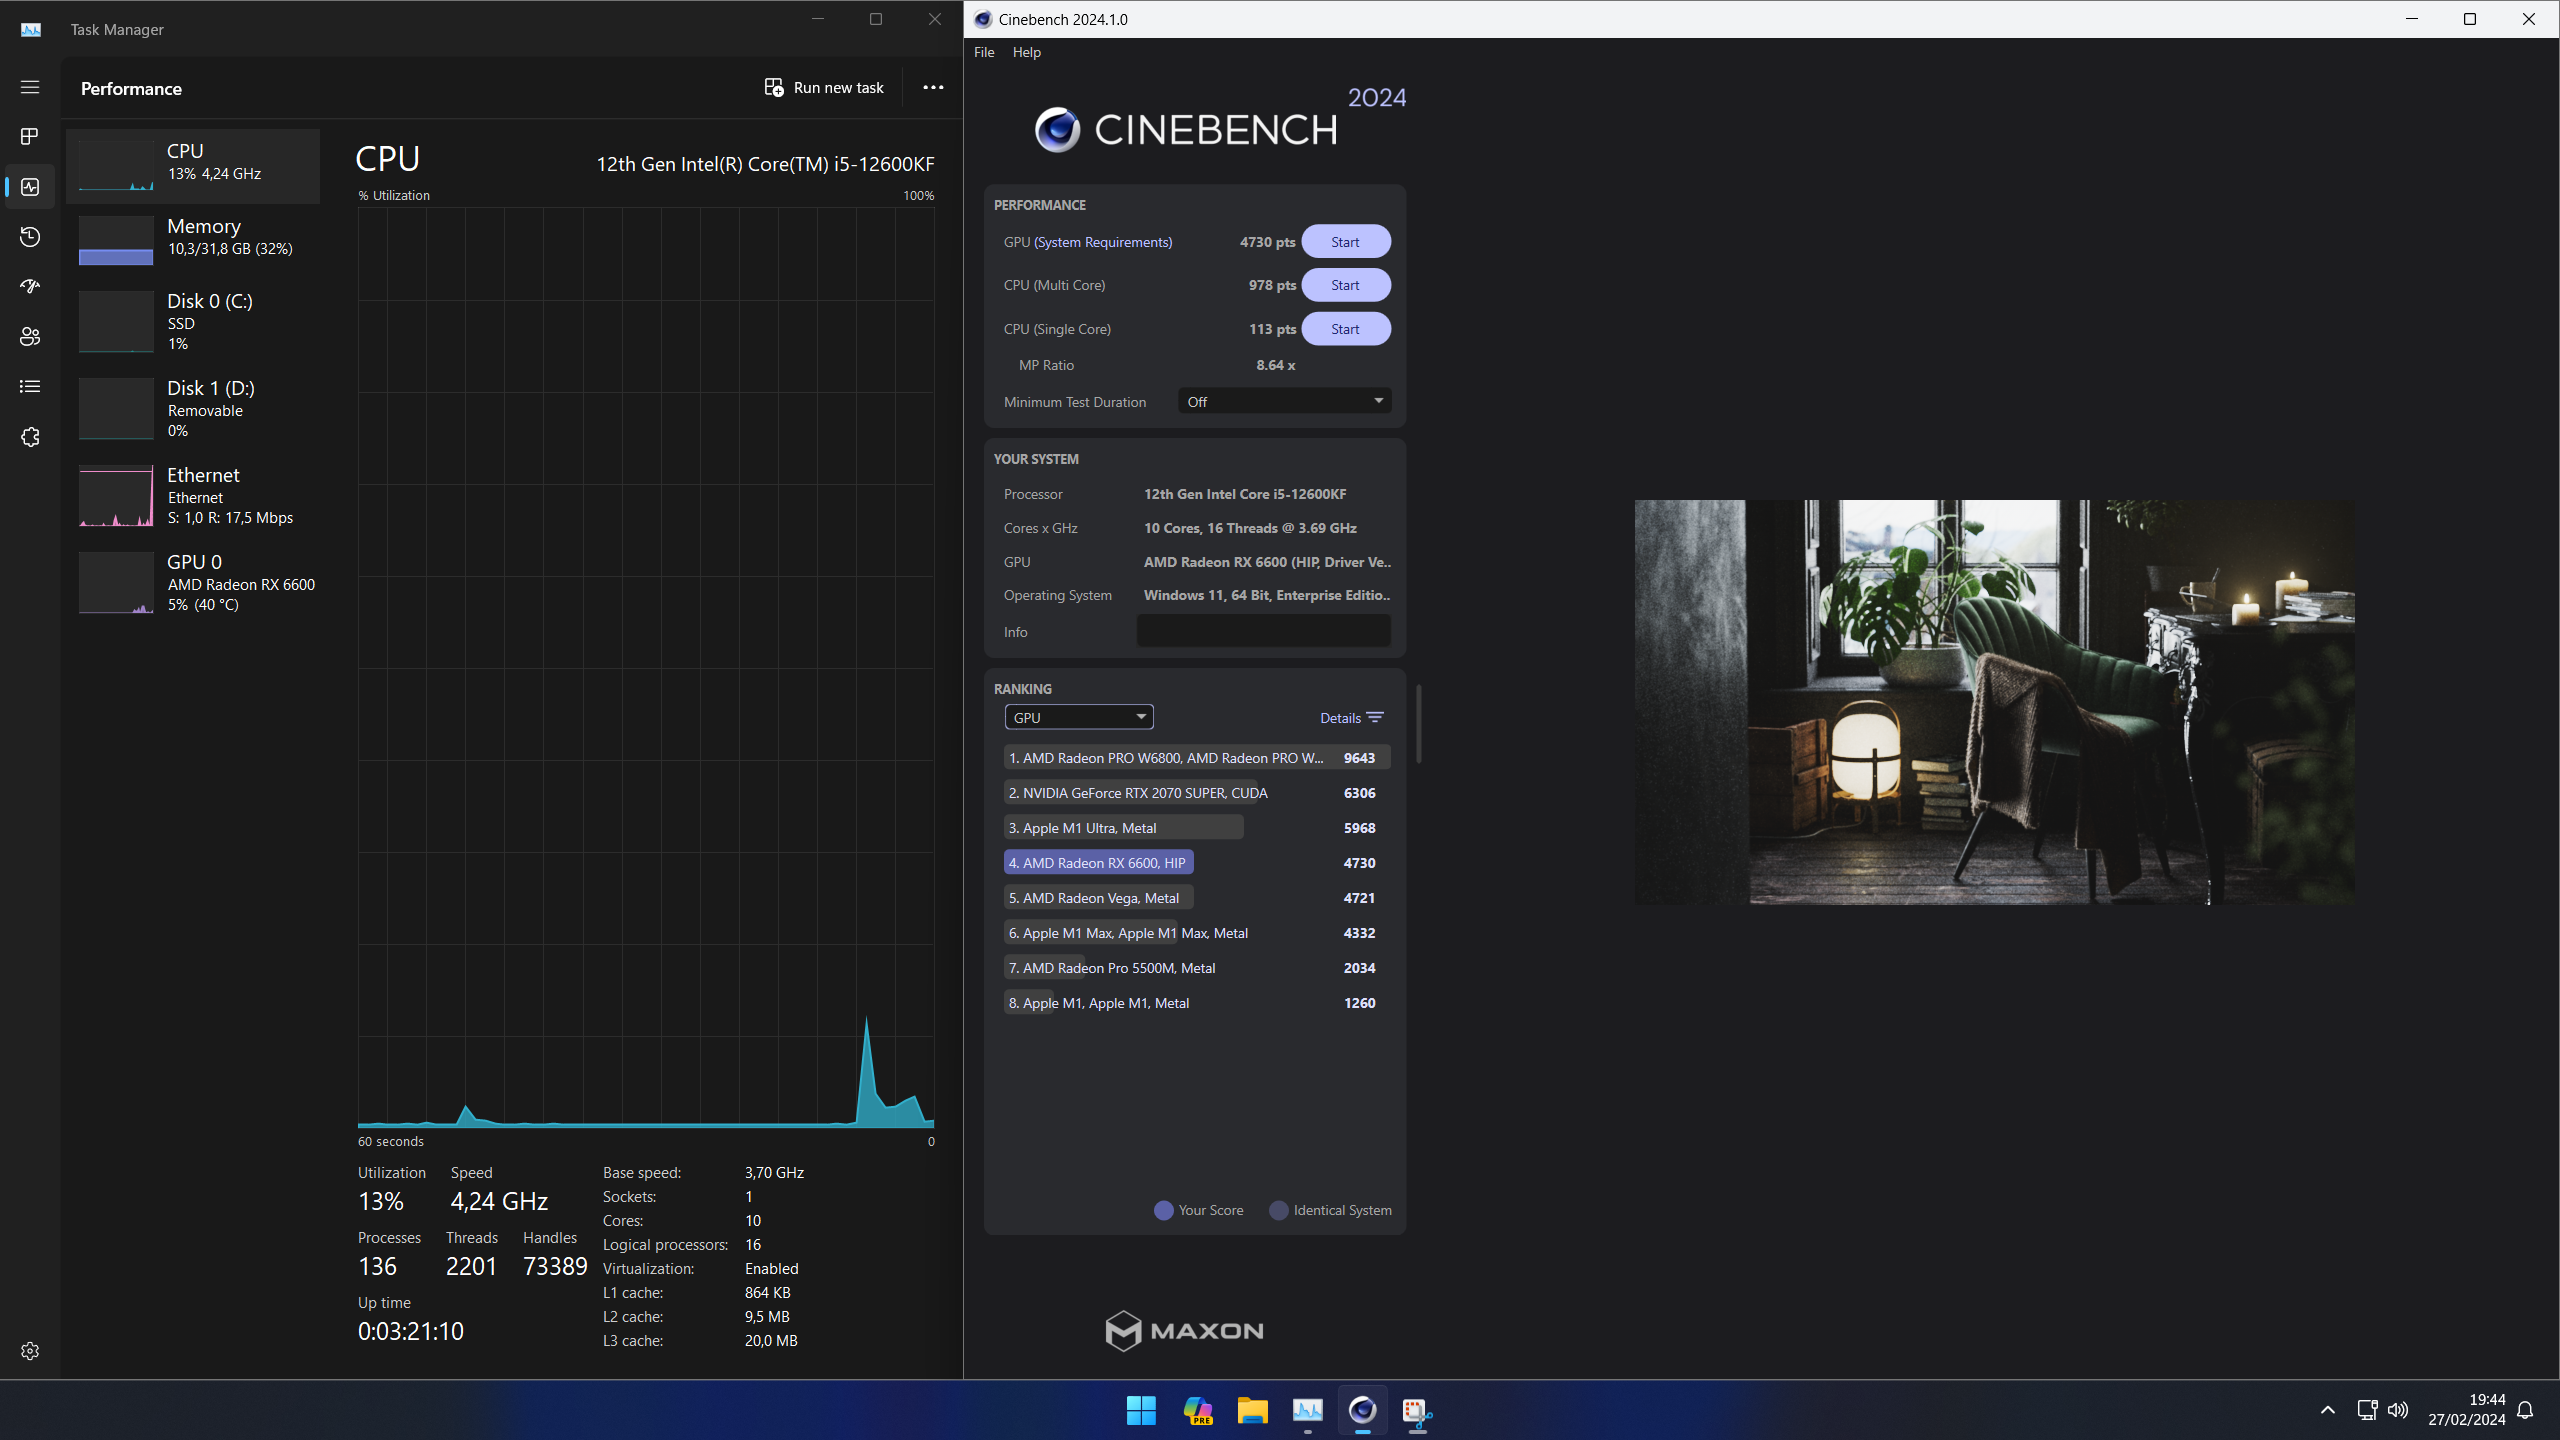 Task Manager
Performance
Run new task
CPU
13% 4,24 GHz
Memory
10,3/31,8 GB (32%)
Disk 0 (C:)
SSD
1%
Disk 1 (D:)
Removable
0%
Ethernet
Ethernet
S: 1,0 R: 17,5 Mbps
GPU 0
AMD Radeon RX 6600
5% (40 °C)
CPU
12th Gen Intel(R) Core(TM) i5-12600KF
% Utilization
100%
60 seconds
0
Utilization
Speed
13%
4,24 GHz
Processes
Threads
Handles
136
2201
73389
Up time
0:03:21:10
Base speed: 3,70 GHz
Sockets: 1
Cores: 10
Logical processors: 16
Virtualization: Enabled
L1 cache: 864 KB
L2 cache: 9,5 MB
L3 cache: 20,0 MB
Cinebench 2024.1.0
File Help
2024
CINEBENCH
PERFORMANCE
GPU (System Requirements) 4730 pts Start
CPU (Multi Core) 978 pts Start
CPU (Single Core) 113 pts Start
MP Ratio 8.64 x
Minimum Test Duration Off
YOUR SYSTEM
Processor 12th Gen Intel Core i5-12600KF
Cores x GHz 10 Cores, 16 Threads @ 3.69 GHz
GPU AMD Radeon RX 6600 (HIP, Driver Ve..
Operating System Windows 11, 64 Bit, Enterprise Editio..
Info
RANKING
GPU Details
1. AMD Radeon PRO W6800, AMD Radeon PRO W... 9643
2. NVIDIA GeForce RTX 2070 SUPER, CUDA 6306
3. Apple M1 Ultra, Metal 5968
4. AMD Radeon RX 6600, HIP 4730
5. AMD Radeon Vega, Metal 4721
6. Apple M1 Max, Apple M1 Max, Metal 4332
7. AMD Radeon Pro 5500M, Metal 2034
8. Apple M1, Apple M1, Metal 1260
Your Score Identical System
MAXON
PRE
19:44
27/02/2024